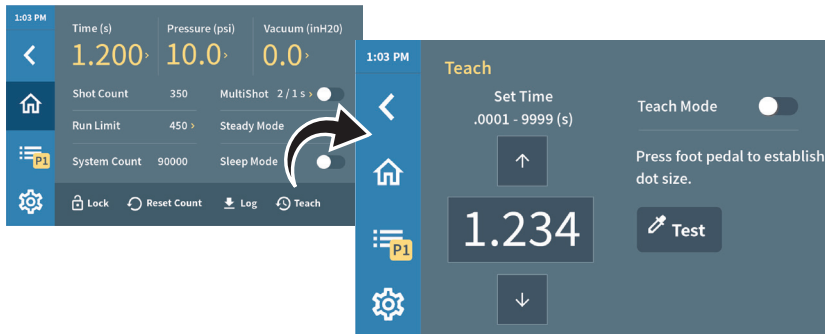 1:03 PM
Time (s) Pressure (psi) Vacuum (inH20)
1.200 › 10.0 › 0.0 ›
Shot Count 350 MultiShot 2 / 1 s ›
Run Limit 450 › Steady Mode
System Count 90000 Sleep Mode
P1
Lock Reset Count Log Teach
1:03 PM
Teach
Set Time
.0001 - 9999 (s)
Teach Mode
Press foot pedal to establish
dot size.
1.234
Test
P1